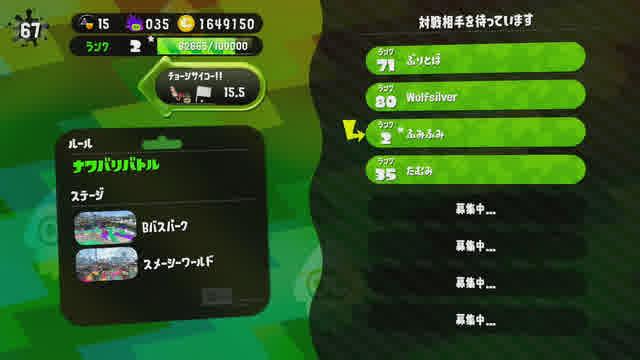 67
15
035
1649150
ランク 2 62663/100000
チョーシサイコー!!
15.5
ルール
ナワバリバトル
ステージ
Bバスパーク
スメーシーワールド
対戦相手を待っています
ランク 71 ぷりとぱ
ランク 80 Wolfsilver
ランク 2 ふみふみ
ランク 35 たむみ
募集中...
募集中...
募集中...
募集中...